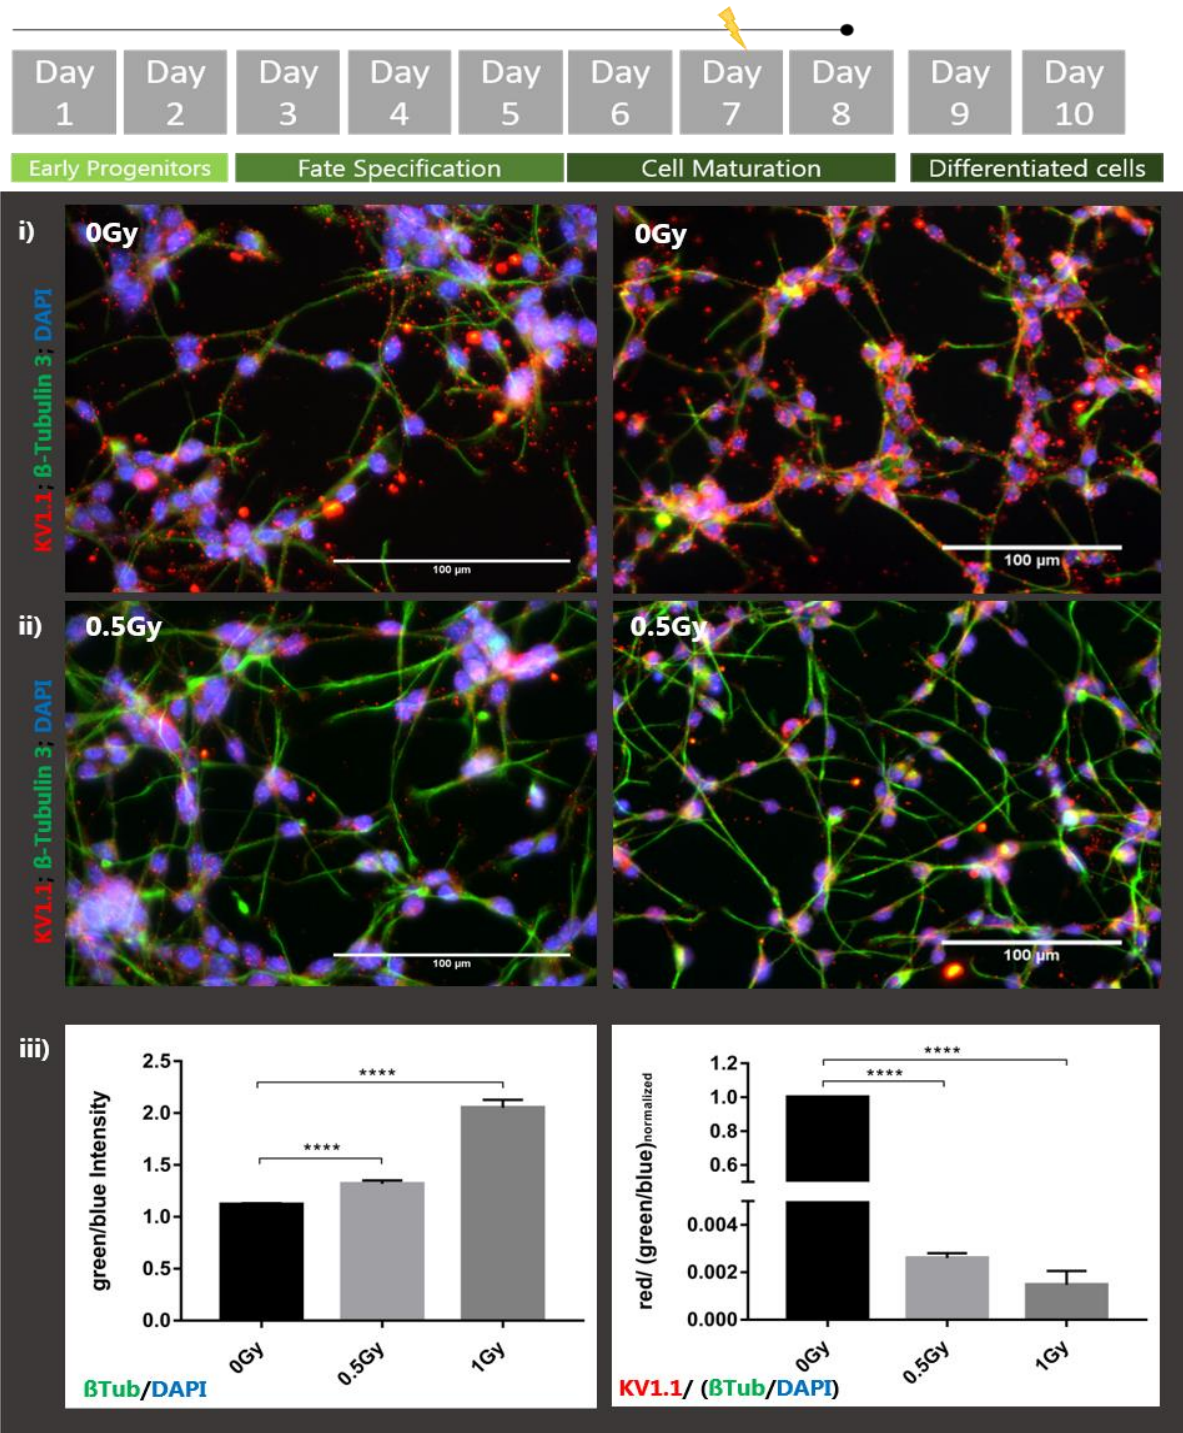 Day 1
Day 2
Day 3
Day 4
Day 5
Day 6
Day 7
Day 8
Day 9
Day 10
Early Progenitors
Fate Specification
Cell Maturation
Differentiated cells
i)
KV1.1; ß-Tubulin 3; DAPI
0Gy
100 µm
0Gy
100 µm
ii)
KV1.1; ß-Tubulin 3; DAPI
0.5Gy
100 µm
0.5Gy
100 µm
iii)
green/blue Intensity
2.5
2.0
1.5
1.0
0.5
0.0
****
****
0Gy
0.5Gy
1Gy
ßTub/DAPI
red/ (green/blue)normalized
1.2
1.0
0.8
0.6
0.004
0.002
0.000
****
****
0Gy
0.5Gy
1Gy
KV1.1/ (ßTub/DAPI)